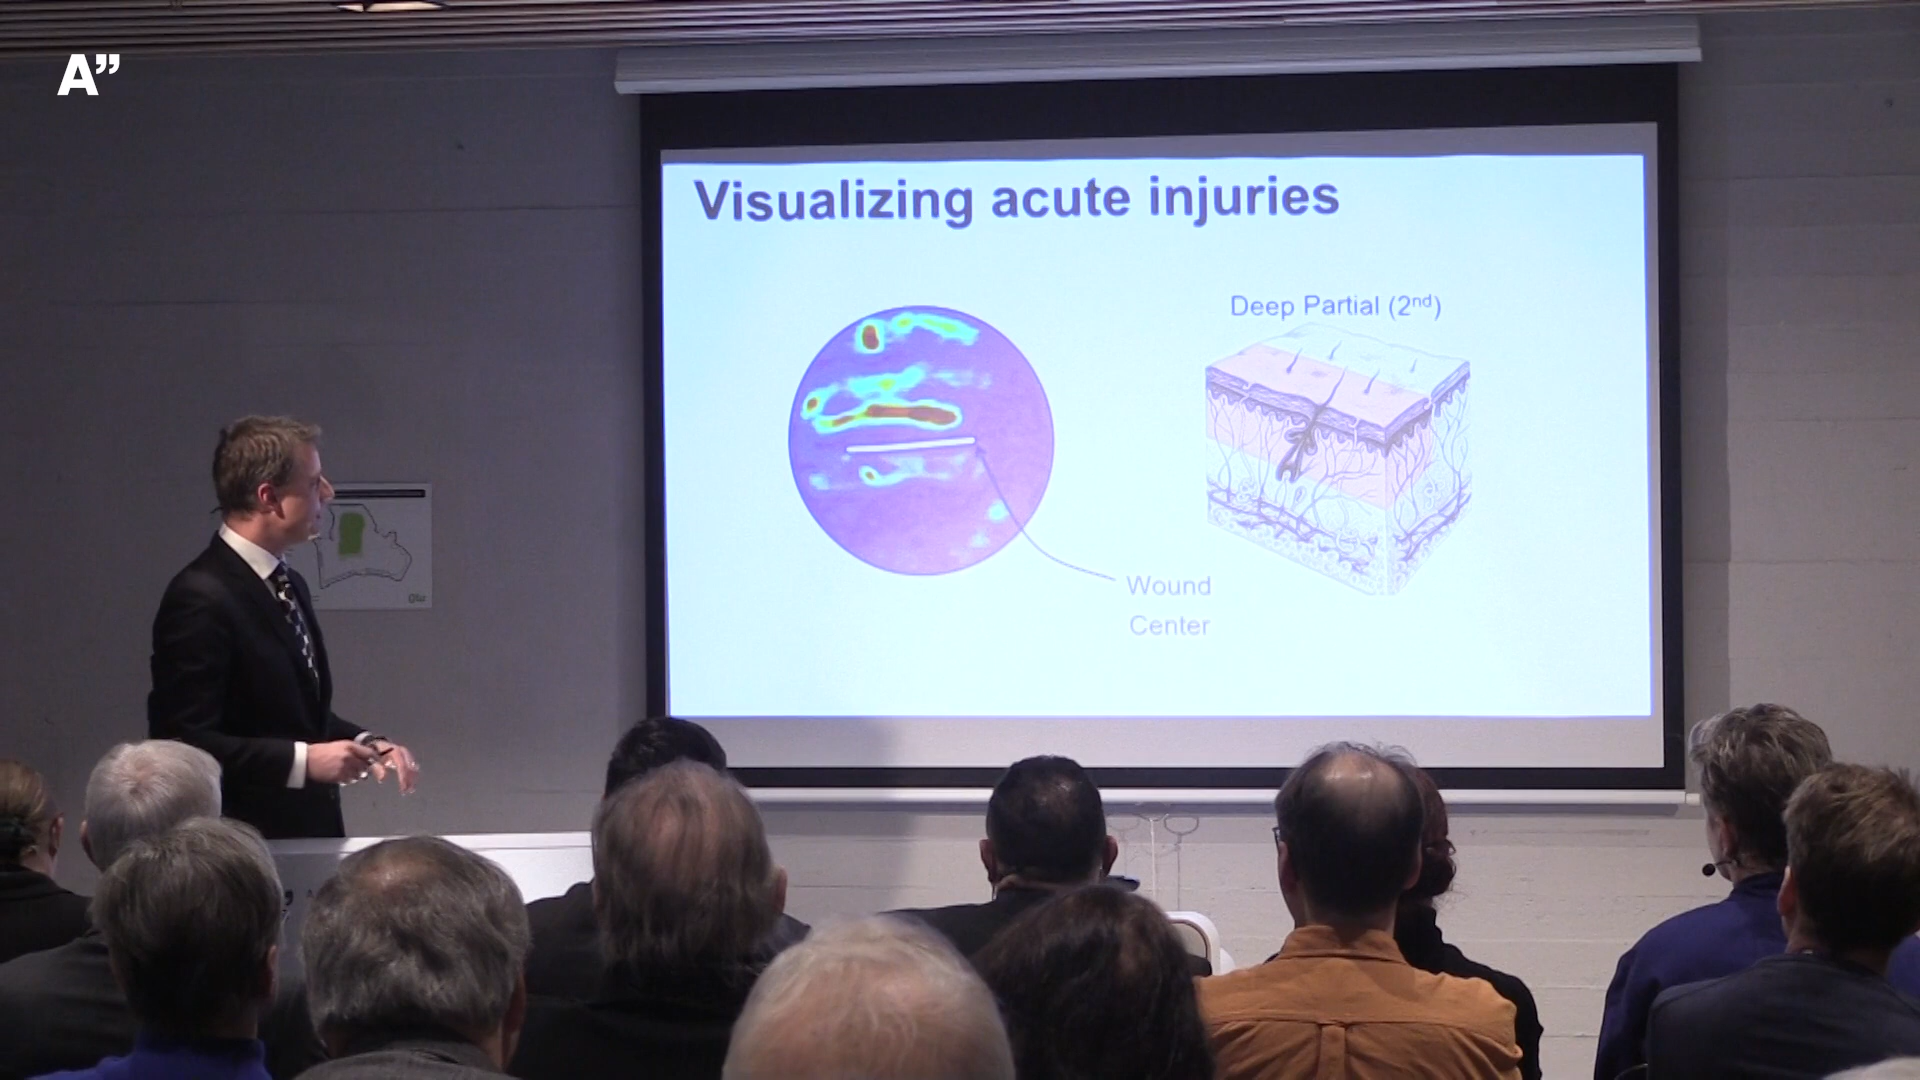 A”
Visualizing acute injuries
Deep Partial (2nd)
Wound
Center